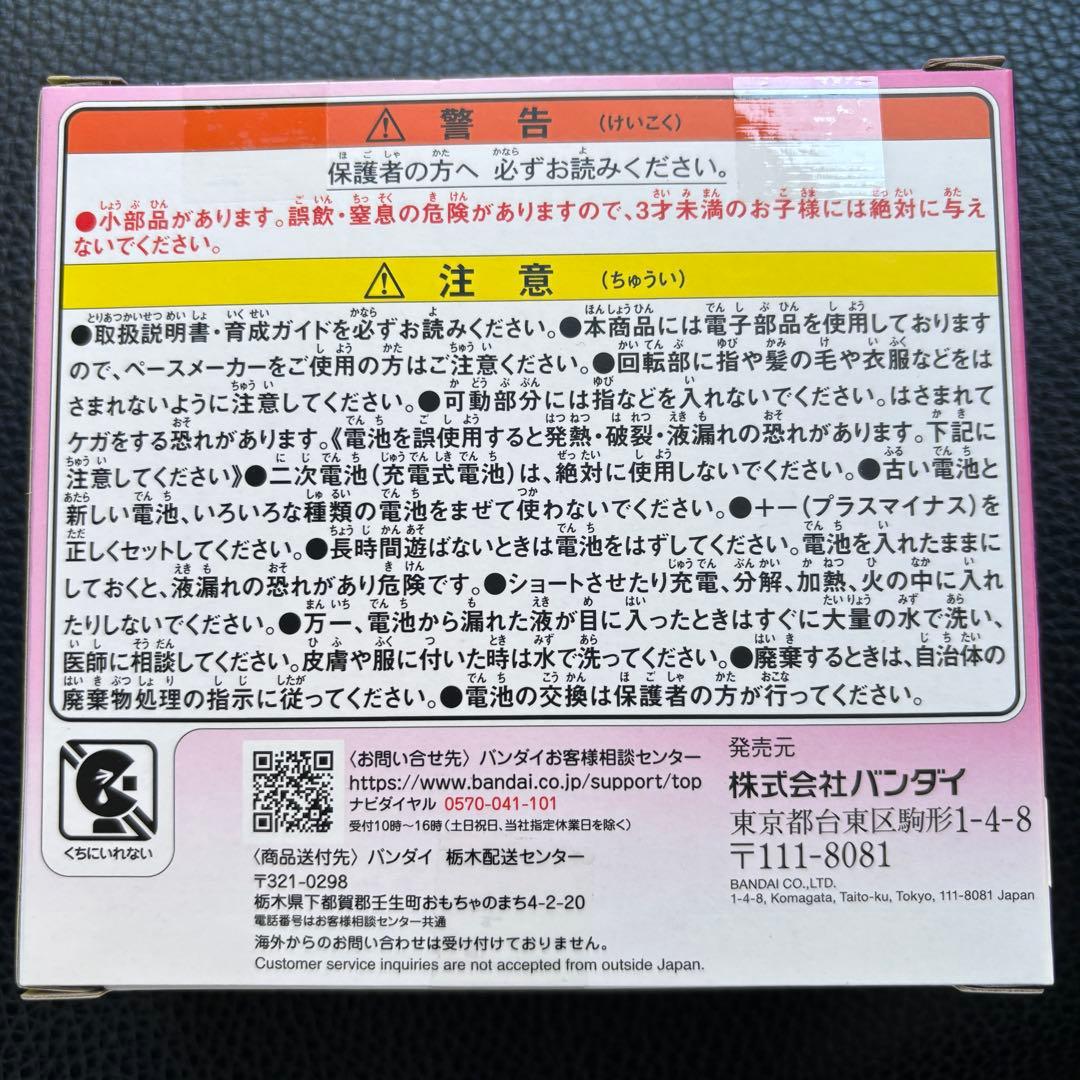 ⚠ 警告 (けいこく)
保護者の方へ 必ずお読みください。
●小部品があります。誤飲・窒息の危険がありますので、3才未満のお子様には絶対に与え
ないでください。
⚠ 注意 (ちゅうい)
●取扱説明書・育成ガイドを必ずお読みください。●本商品には電子部品を使用しております
ので、ペースメーカーをご使用の方はご注意ください。●回転部に指や髪の毛や衣服などをは
さまれないように注意してください。●可動部分には指などを入れないでください。はさまれて
ケガをする恐れがあります。《電池を誤使用すると発熱・破裂・液漏れの恐れがあります。下記に
注意してください》●二次電池(充電式電池)は、絶対に使用しないでください。●古い電池と
新しい電池、いろいろな種類の電池をまぜて使わないでください。●+−(プラスマイナス)を
正しくセットしてください。●長時間遊ばないときは電池をはずしてください。電池を入れたままに
しておくと、液漏れの恐れがあり危険です。●ショートさせたり充電、分解、加熱、火の中に入れ
たりしないでください。●万一、電池から漏れた液が目に入ったときはすぐに大量の水で洗い、
医師に相談してください。皮膚や服に付いた時は水で洗ってください。●廃棄するときは、自治体の
廃棄物処理の指示に従ってください。●電池の交換は保護者の方が行ってください。
くちにいれない
〈お問い合せ先〉バンダイお客様相談センター
https://www.bandai.co.jp/support/top
ナビダイヤル 0570-041-101
受付10時〜16時(土日祝日、当社指定休業日を除く)
〈商品送付先〉バンダイ 栃木配送センター
〒321-0298
栃木県下都賀郡壬生町おもちゃのまち4-2-20
電話番号はお客様相談センター共通
海外からのお問い合わせは受け付けておりません。
Customer service inquiries are not accepted from outside Japan.
発売元
株式会社バンダイ
東京都台東区駒形1-4-8
〒111-8081
BANDAI CO.,LTD.
1-4-8, Komagata, Taito-ku, Tokyo, 111-8081 Japan